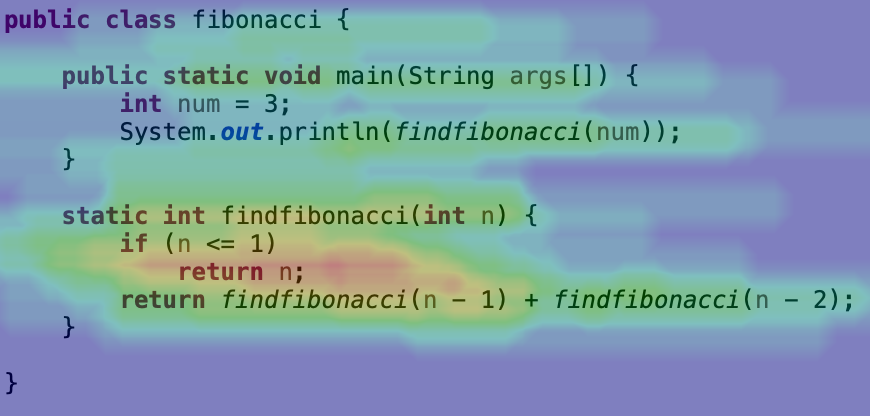 public class fibonacci {
    public static void main(String args[]) {
        int num = 3;
        System.out.println(findfibonacci(num));
    }
    static int findfibonacci(int n) {
        if (n <= 1)
            return n;
        return findfibonacci(n - 1) + findfibonacci(n - 2);
    }
}